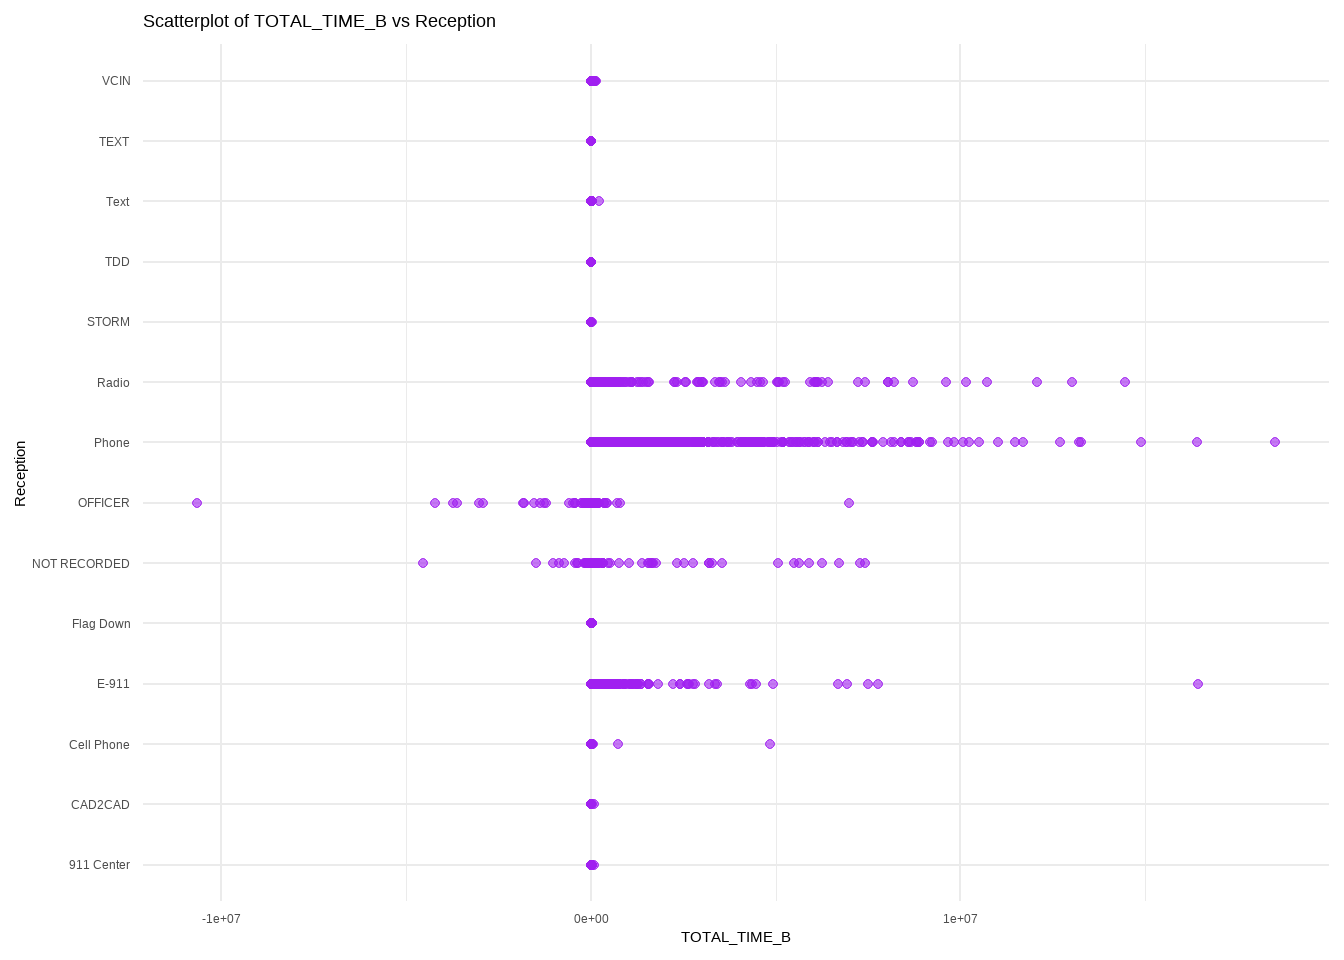 Scatterplot of TOTAL_TIME_B vs Reception
VCIN
TEXT
Text
TDD
STORM
Radio
Phone
OFFICER
NOT RECORDED
Flag Down
E-911
Cell Phone
CAD2CAD
911 Center
Reception
-1e+07 0e+00 1e+07
TOTAL_TIME_B